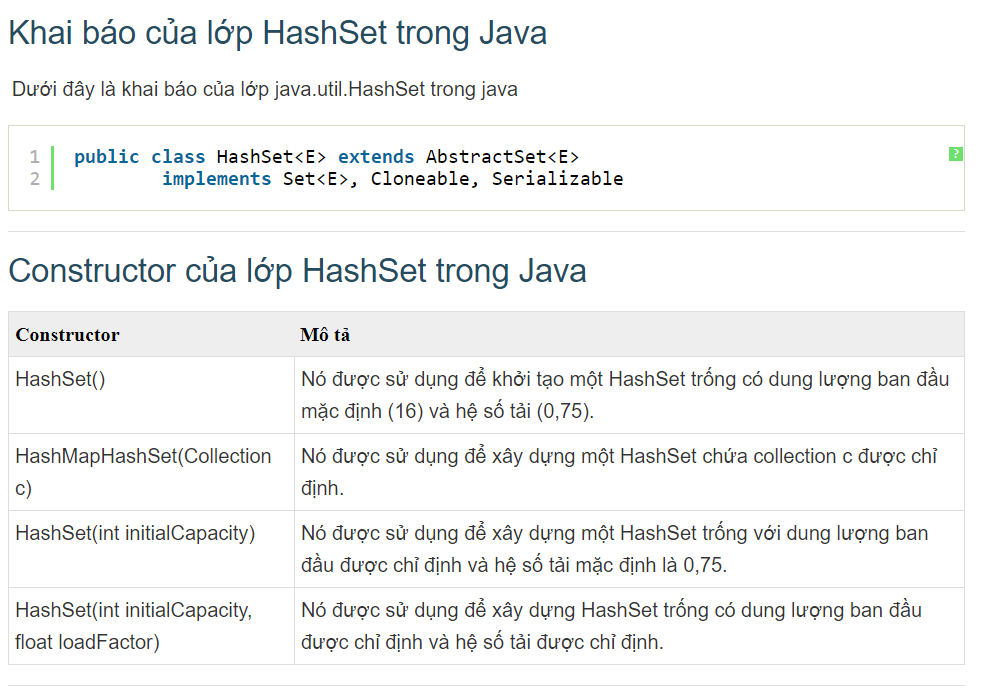 Khai báo của lớp HashSet trong Java
Dưới đây là khai báo của lớp java.util.HashSet trong java
1 public class HashSet<E> extends AbstractSet<E>
?
2 implements Set<E>, Cloneable, Serializable
Constructor của lớp HashSet trong Java
Constructor Mô tả
HashSet() Nó được sử dụng để khởi tạo một HashSet trống có dung lượng ban đầu
mặc định (16) và hệ số tải (0,75).
HashMapHashSet(Collection Nó được sử dụng để xây dựng một HashSet chứa collection c được chỉ
c) định.
HashSet(int initialCapacity) Nó được sử dụng để xây dựng một HashSet trống với dung lượng ban
đầu được chỉ định và hệ số tải mặc định là 0,75.
HashSet(int initialCapacity, Nó được sử dụng để xây dựng HashSet trống có dung lượng ban đầu
float loadFactor) được chỉ định và hệ số tải được chỉ định.